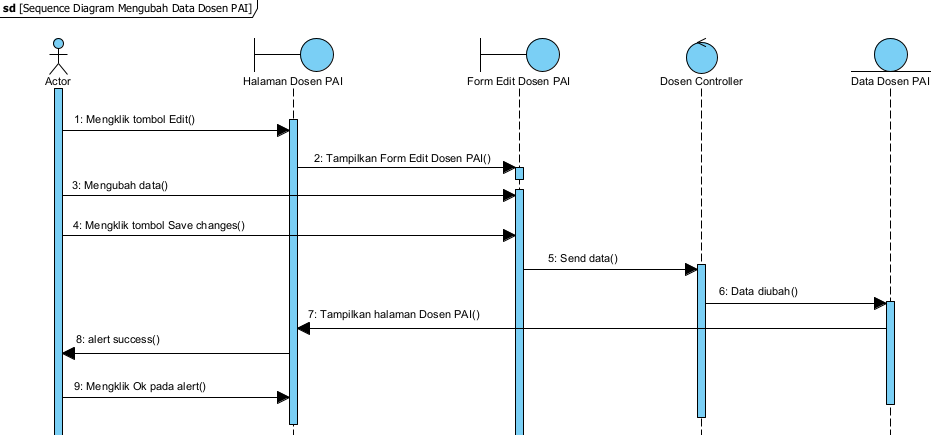 sd [Sequence Diagram Mengubah Data Dosen PAI]
Actor
Halaman Dosen PAI
Form Edit Dosen PAI
Dosen Controller
Data Dosen PAI
1: Mengklik tombol Edit()
2: Tampilkan Form Edit Dosen PAI()
3: Mengubah data()
4: Mengklik tombol Save changes()
5: Send data()
6: Data diubah()
7: Tampilkan halaman Dosen PAI()
8: alert success()
9: Mengklik Ok pada alert()